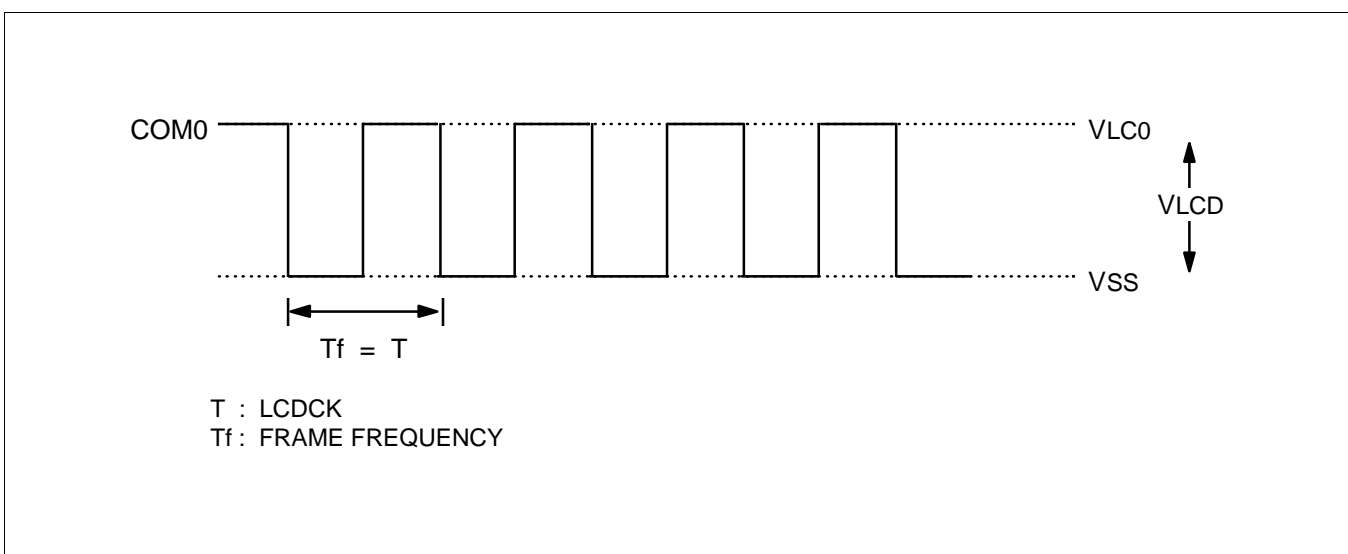 COM0
VLC0
VLCD
VSS
Tf = T
T : LCDCK
Tf : FRAME FREQUENCY